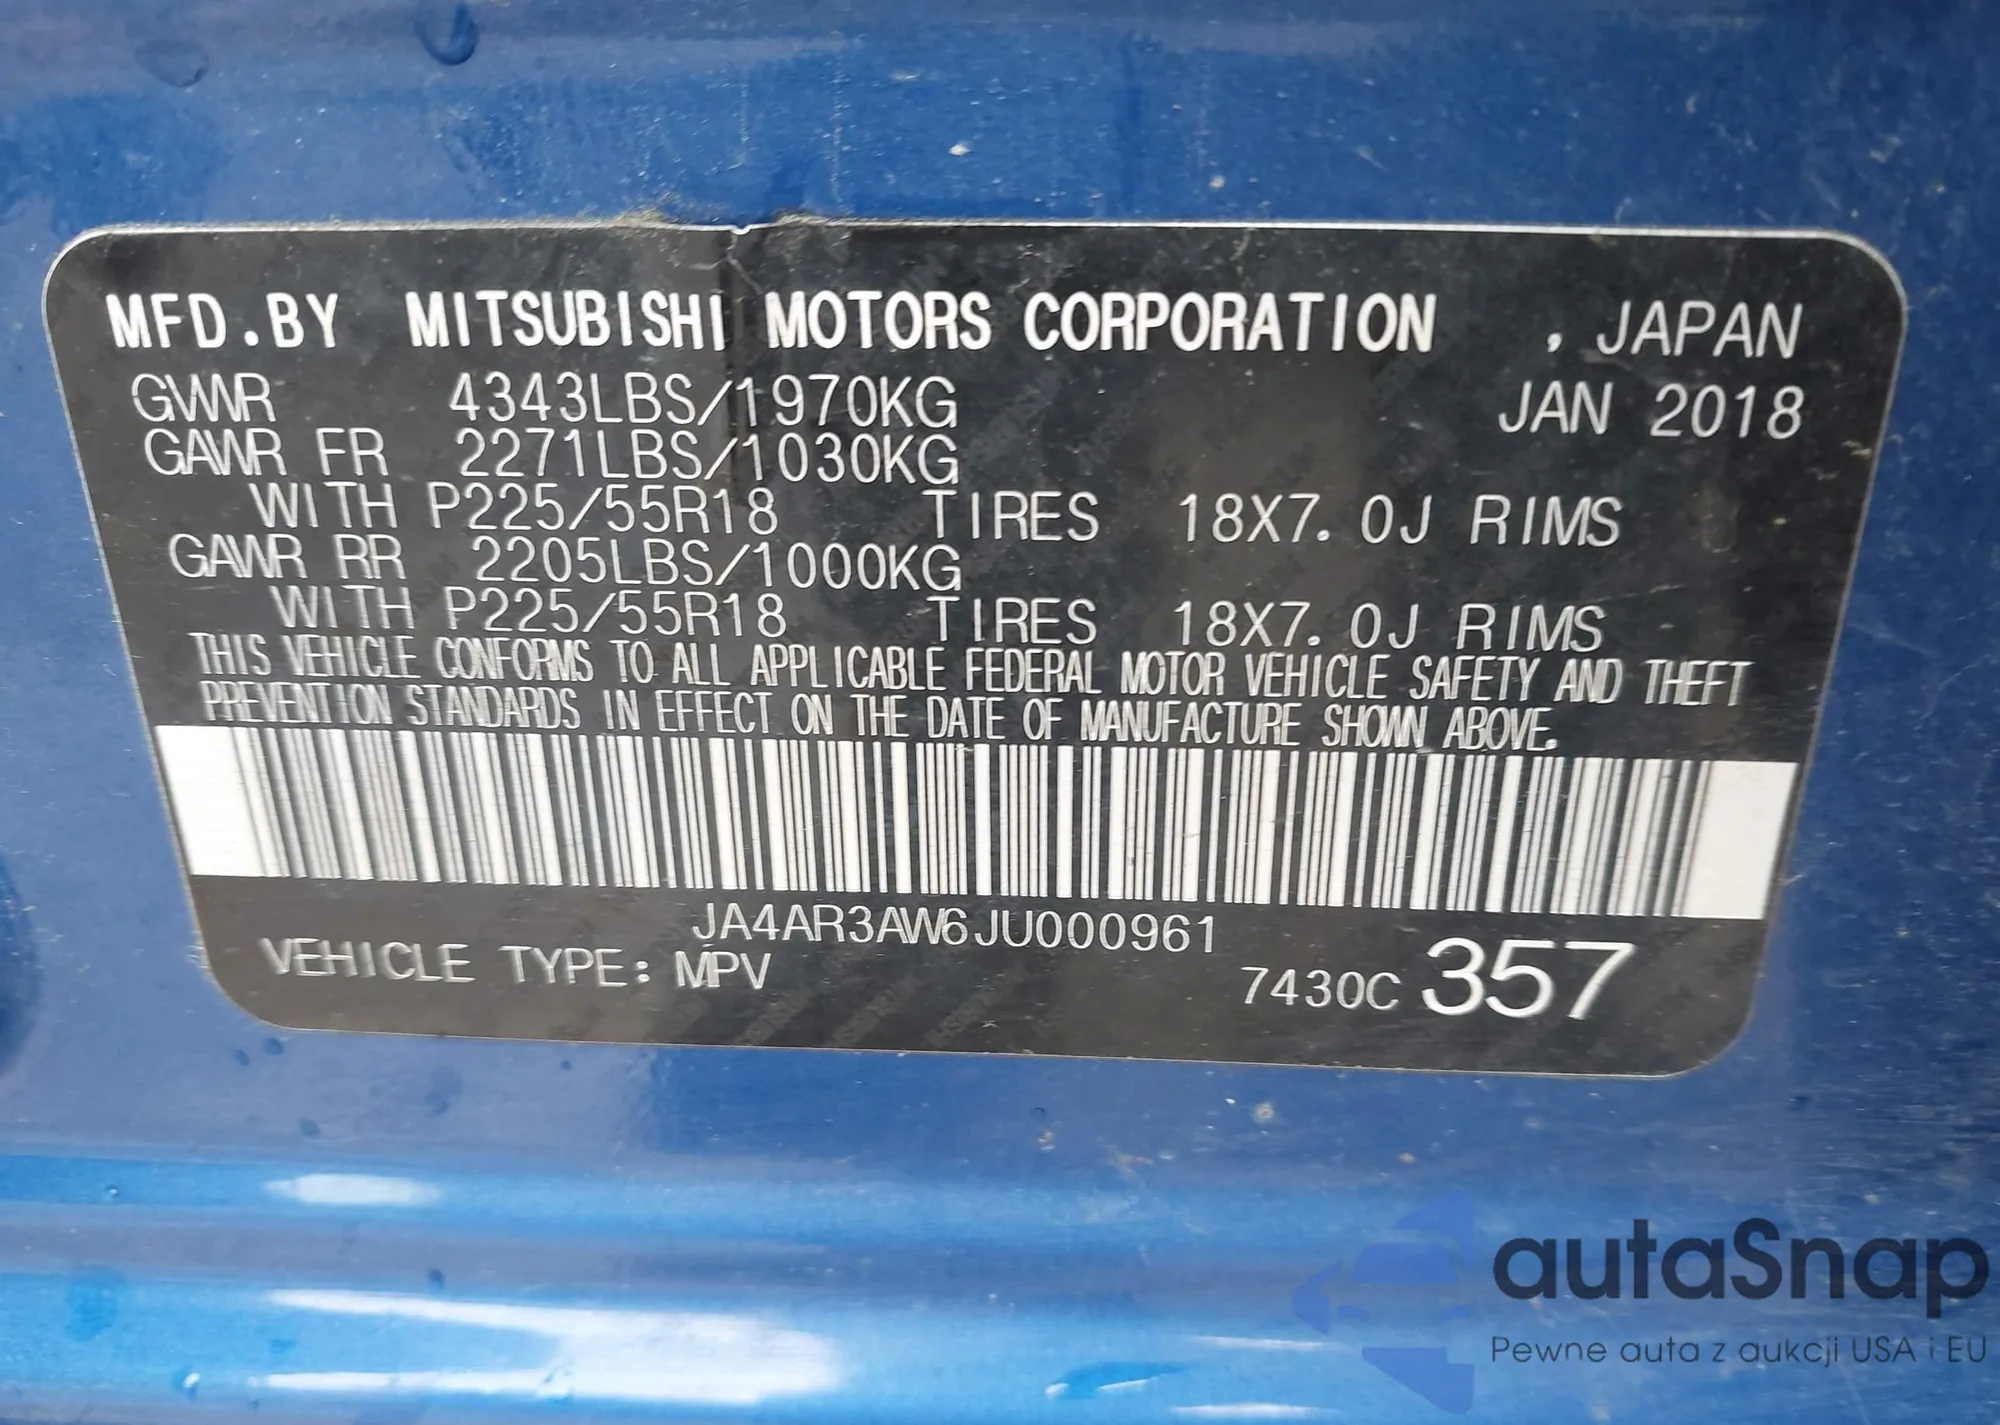 MFD.BY MITSUBISHI MOTORS CORPORATION , JAPAN
GVWR 4343LBS/1970KG JAN 2018
GAWR FR 2271LBS/1030KG
WITH P225/55R18 TIRES 18X7.0J RIMS
GAWR RR 2205LBS/1000KG
WITH P225/55R18 TIRES 18X7.0J RIMS
THIS VEHICLE CONFORMS TO ALL APPLICABLE FEDERAL MOTOR VEHICLE SAFETY AND THEFT
PREVENTION STANDARDS IN EFFECT ON THE DATE OF MANUFACTURE SHOWN ABOVE.
JA4AR3AW6JU000961
VEHICLE TYPE: MPV 7430C 357
autaSnap
Pewne auta z aukcji USA i EU